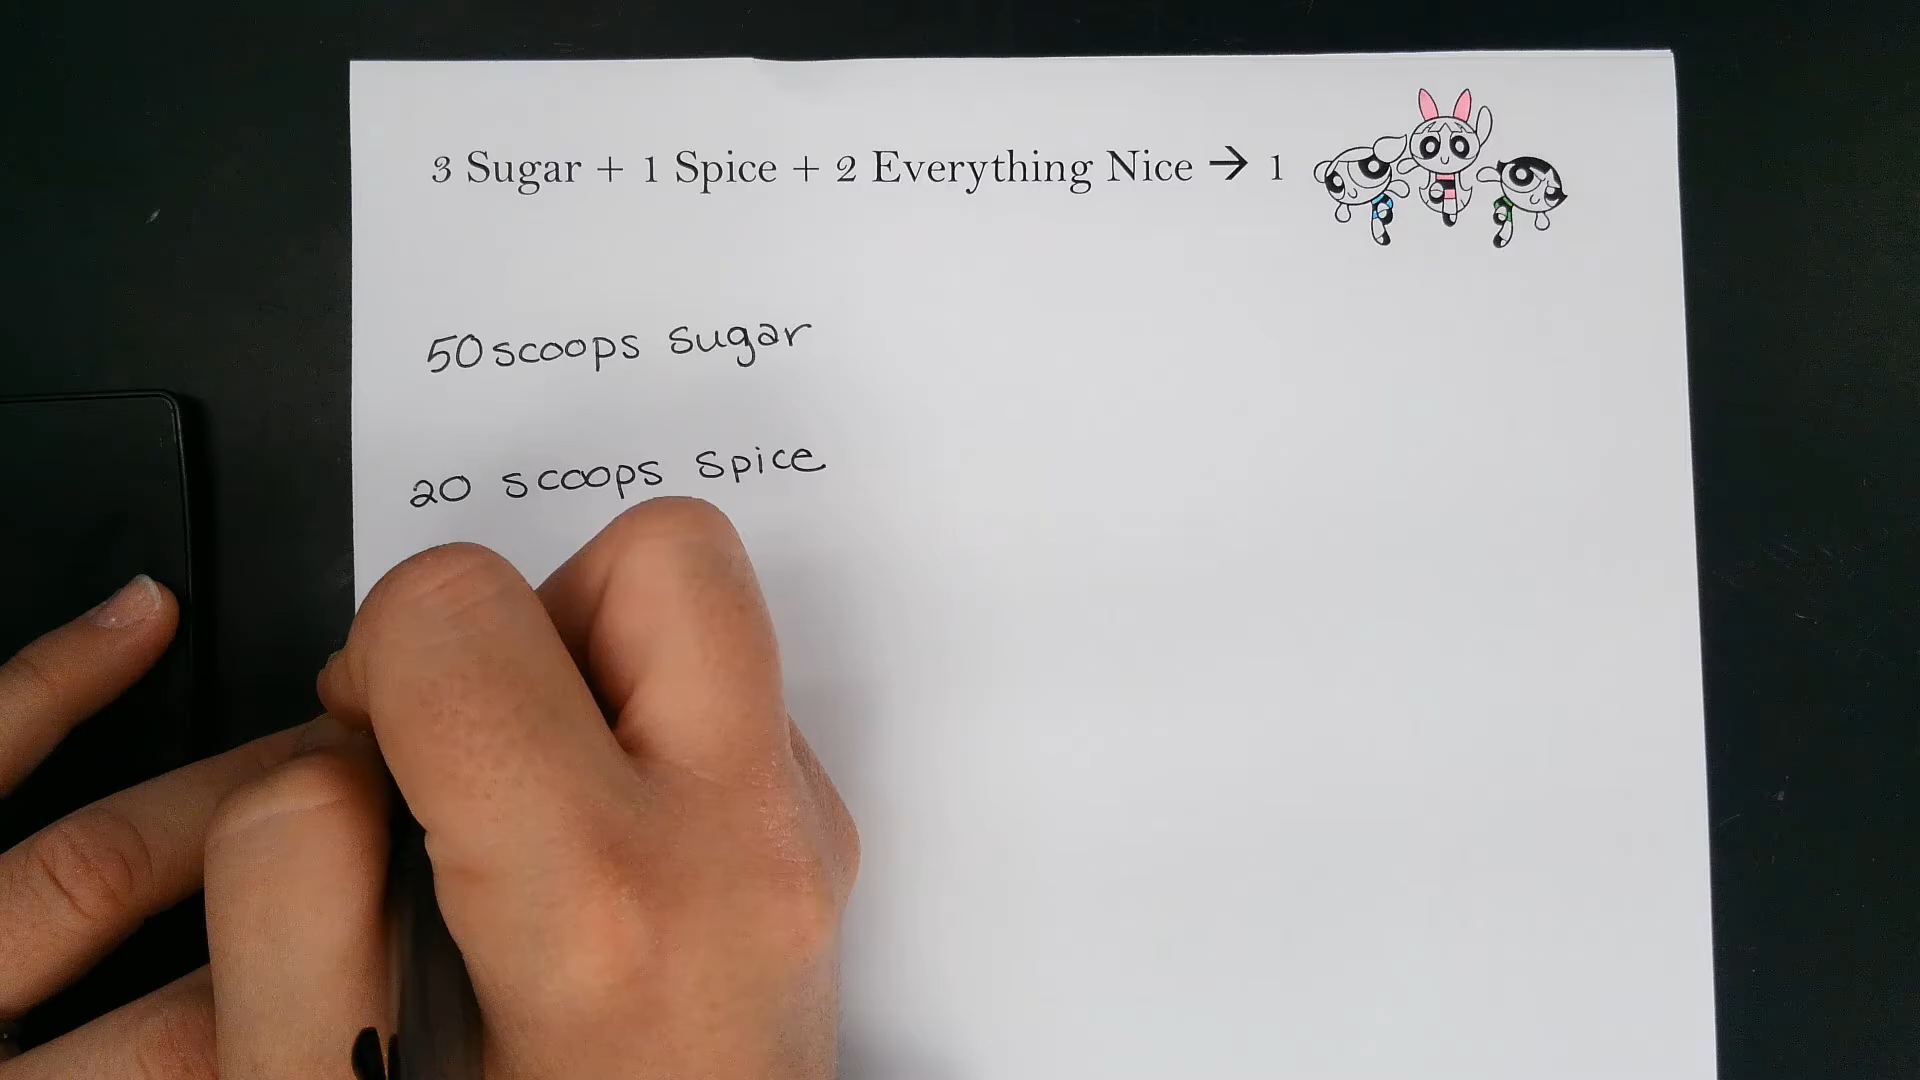 3 Sugar + 1 Spice + 2 Everything Nice → 1
50 scoops sugar
20 scoops spice